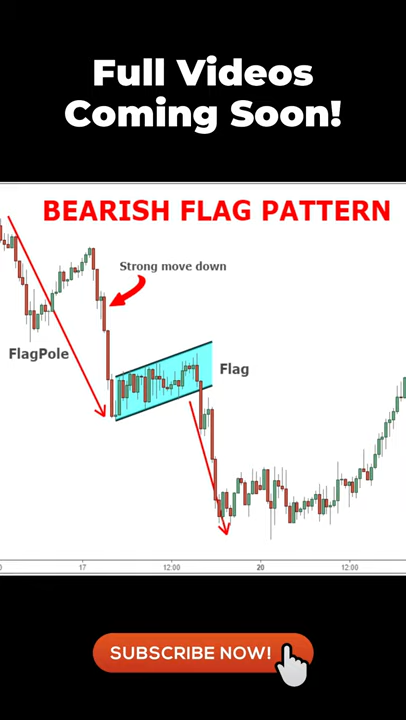 Full Videos
Coming Soon!
BEARISH FLAG PATTERN
Strong move down
FlagPole
Flag
17
12:00
20
12:00
SUBSCRIBE NOW!